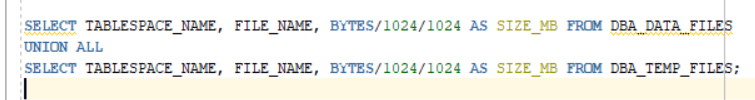 SELECT TABLESPACE_NAME, FILE_NAME, BYTES/1024/1024 AS SIZE_MB FROM DBA_DATA_FILES
UNION ALL
SELECT TABLESPACE_NAME, FILE_NAME, BYTES/1024/1024 AS SIZE_MB FROM DBA_TEMP_FILES;